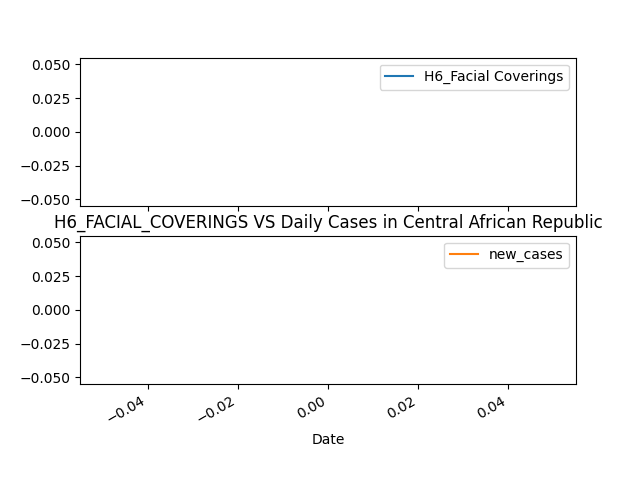 0.050
H6_Facial Coverings
0.025
0.000
−0.025
−0.050
H6_FACIAL_COVERINGS VS Daily Cases in Central African Republic
0.050
new_cases
0.025
0.000
−0.025
−0.050
−0.04 −0.02 0.00 0.02 0.04
Date